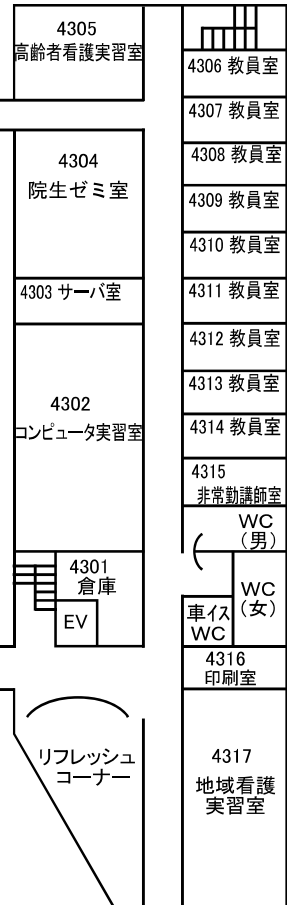 4305
高齢者看護実習室
4304
院生ゼミ室
4303 サーバ室
4302
コンピュータ実習室
4301
倉庫
EV
リフレッシュ
コーナー
4306 教員室
4307 教員室
4308 教員室
4309 教員室
4310 教員室
4311 教員室
4312 教員室
4313 教員室
4314 教員室
4315
非常勤講師室
WC
(男)
WC
(女)
車イス
WC
4316
印刷室
4317
地域看護
実習室